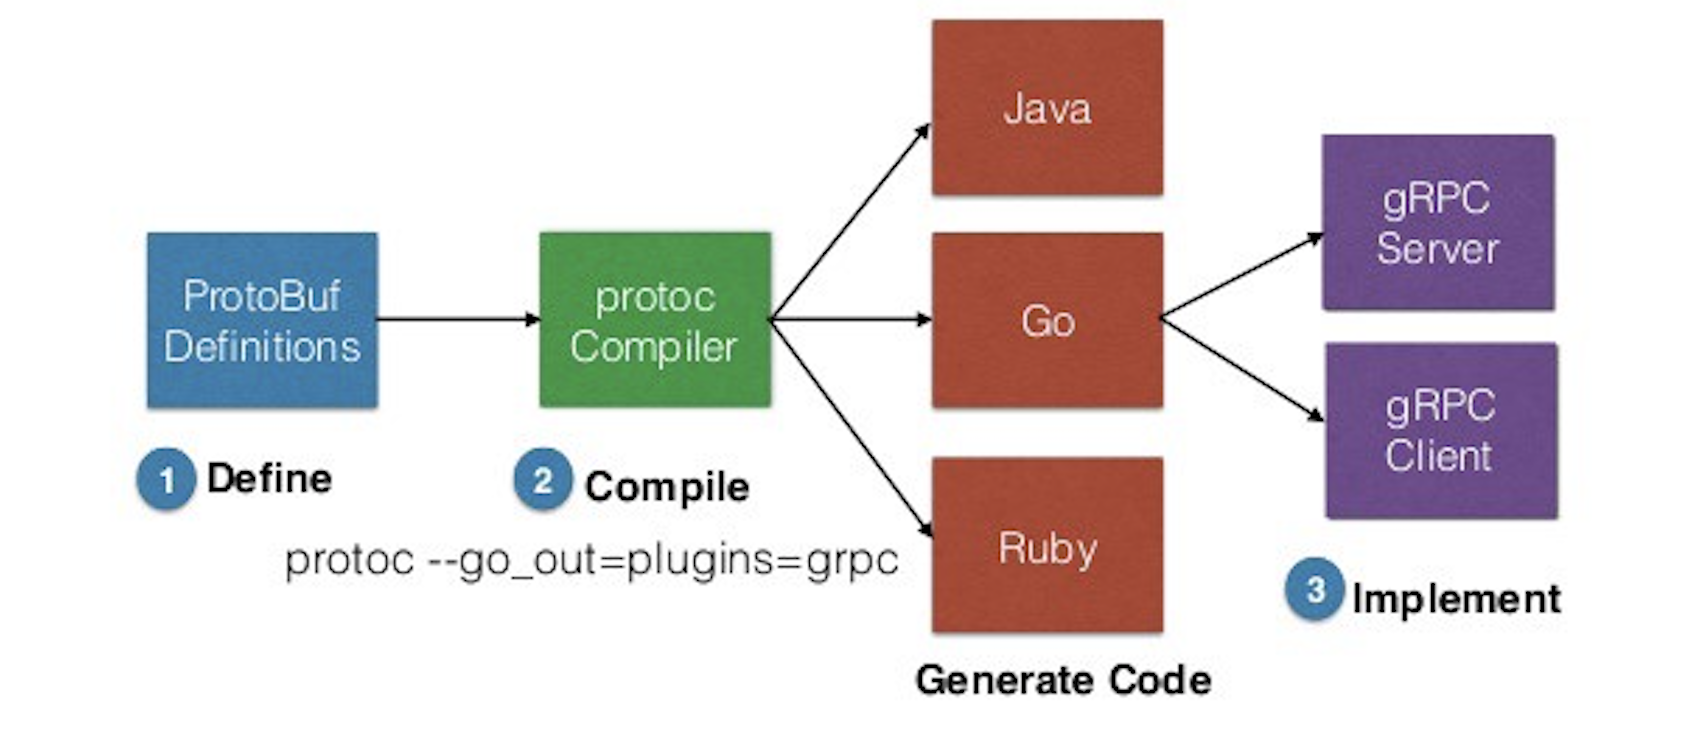 ProtoBuf
Definitions
1 Define
protoc
Compiler
2 Compile
protoc --go_out=plugins=grpc
Java
Go
Ruby
Generate Code
gRPC
Server
gRPC
Client
3 Implement